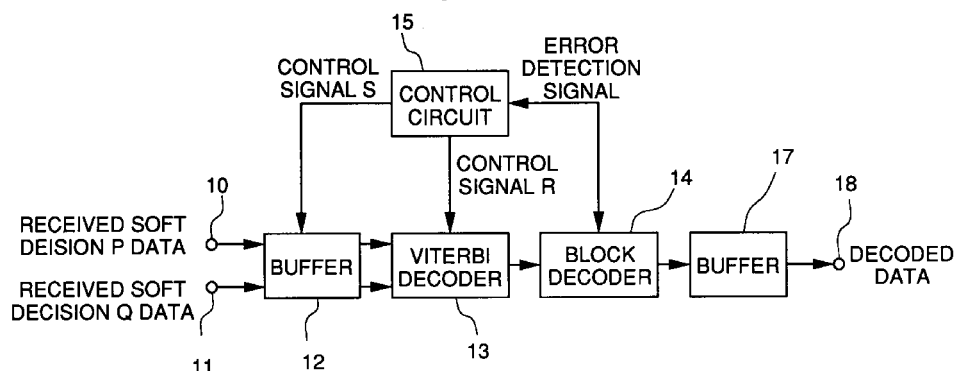 15
CONTROL
SIGNAL S
CONTROL
CIRCUIT
ERROR
DETECTION
SIGNAL
CONTROL
SIGNAL R
10
14
17
18
RECEIVED SOFT
DEISION P DATA
BUFFER
VITERBI
DECODER
BLOCK
DECODER
BUFFER
DECODED
DATA
RECEIVED SOFT
DECISION Q DATA
11
12
13